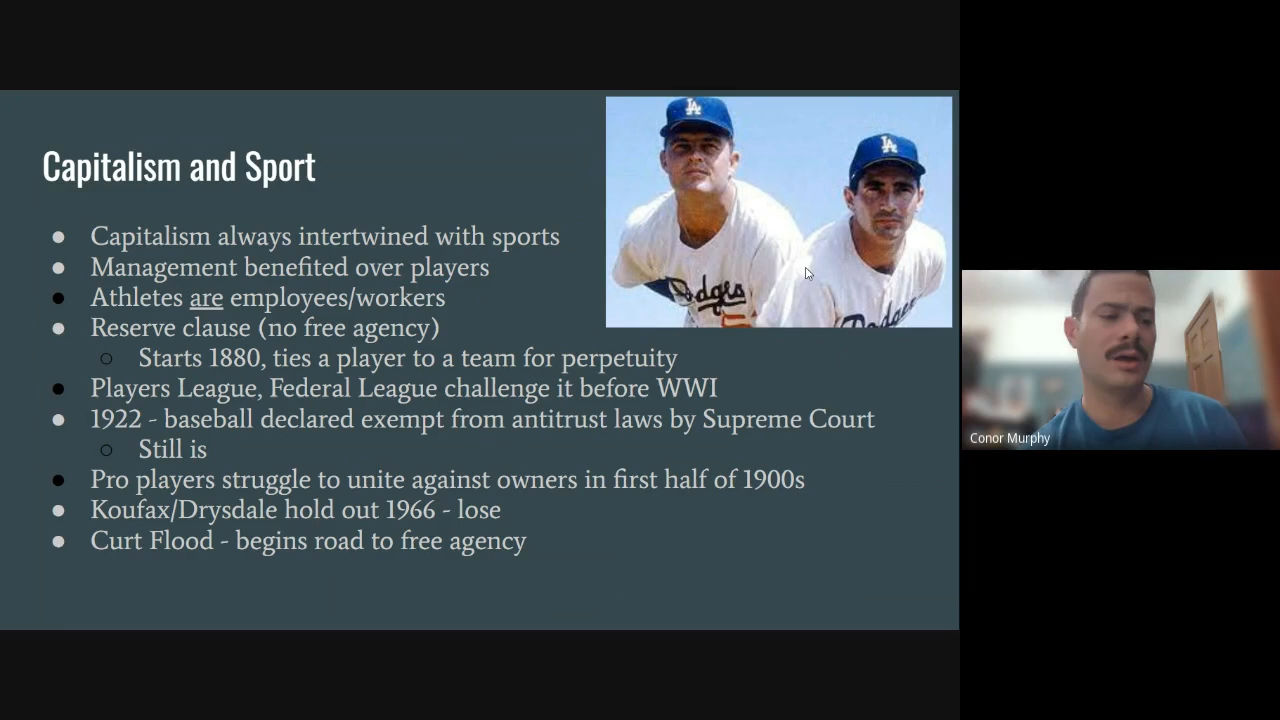 Capitalism and Sport
● Capitalism always intertwined with sports
● Management benefited over players
● Athletes are employees/workers
● Reserve clause (no free agency)
○ Starts 1880, ties a player to a team for perpetuity
● Players League, Federal League challenge it before WWI
● 1922 - baseball declared exempt from antitrust laws by Supreme Court
○ Still is
● Pro players struggle to unite against owners in first half of 1900s
● Koufax/Drysdale hold out 1966 - lose
● Curt Flood - begins road to free agency
LA
LA
Dodgers
Dodgers
Conor Murphy